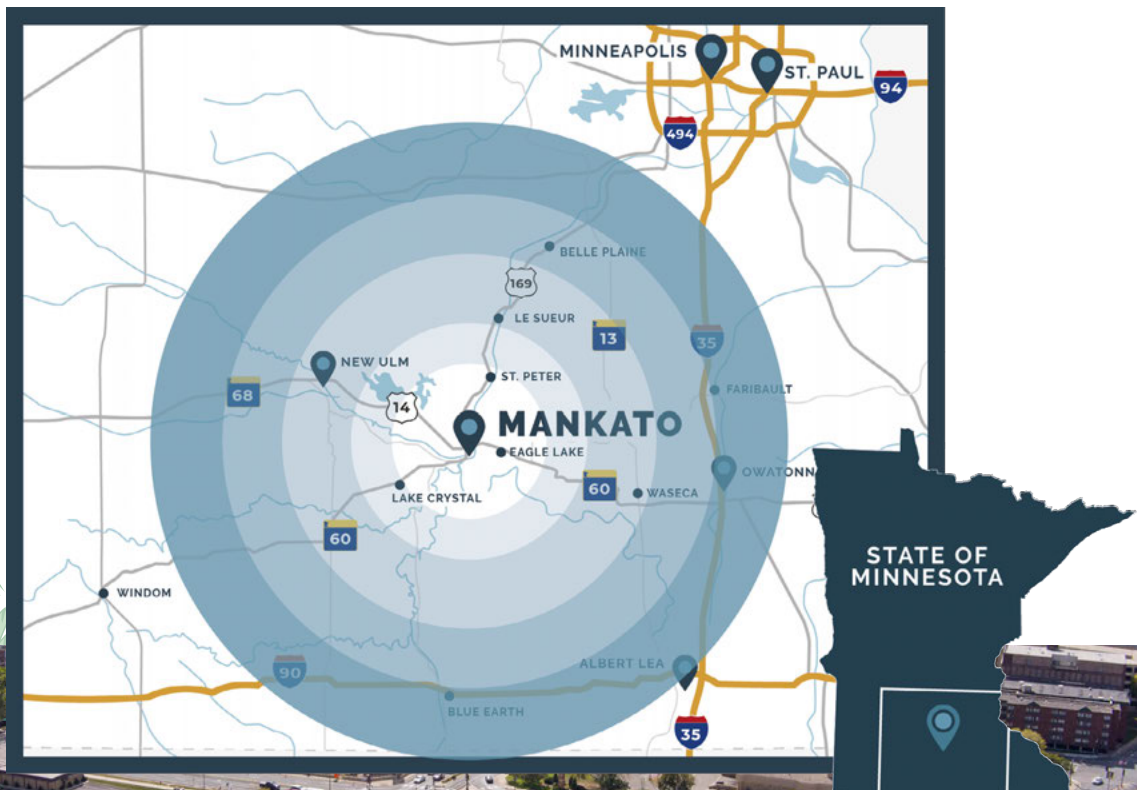 MINNEAPOLIS
ST. PAUL
94
494
BELLE PLAINE
169
LE SUEUR
13
35
NEW ULM
ST. PETER
68
14
FARIBAULT
MANKATO
EAGLE LAKE
OWATONN
LAKE CRYSTAL
60
WASECA
60
STATE OF
MINNESOTA
WINDOM
90
ALBERT LEA
BLUE EARTH
35